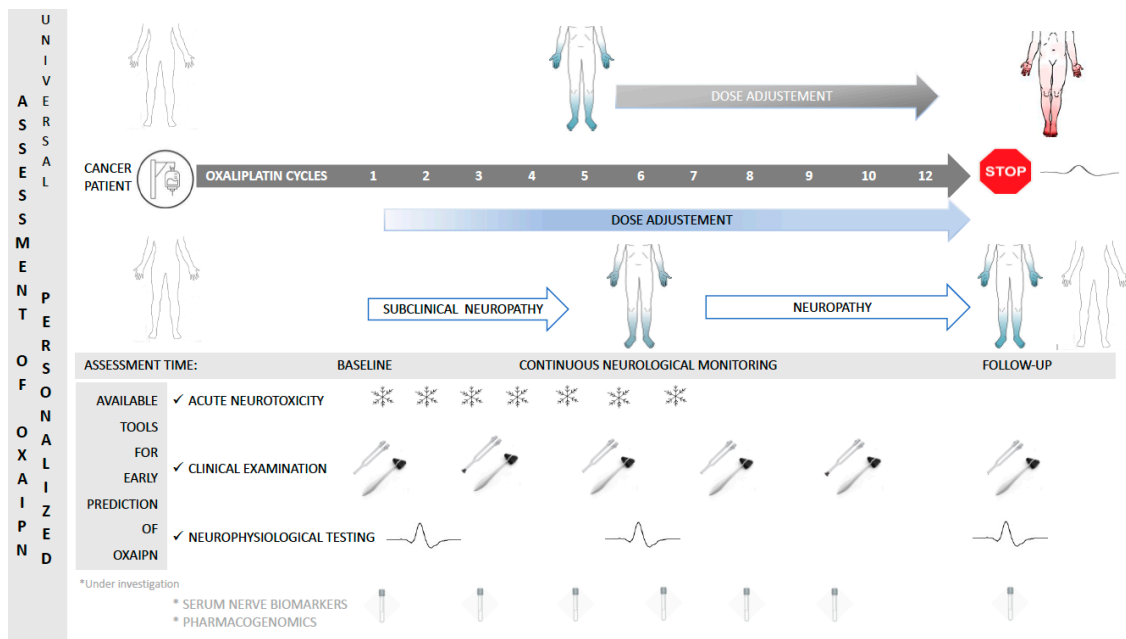 ASSESSMENT OF OXAIPN
UNIVERSAL
PERSONALIZED
DOSE ADJUSTEMENT
CANCER
PATIENT
OXALIPLATIN CYCLES 1 2 3 4 5 6 7 8 9 10 12
STOP
DOSE ADJUSTEMENT
SUBCLINICAL NEUROPATHY
NEUROPATHY
ASSESSMENT TIME: BASELINE CONTINUOUS NEUROLOGICAL MONITORING FOLLOW-UP
AVAILABLE
TOOLS
FOR
EARLY
PREDICTION
OF
OXAIPN
✓ ACUTE NEUROTOXICITY
✓ CLINICAL EXAMINATION
✓ NEUROPHYSIOLOGICAL TESTING
*Under investigation
* SERUM NERVE BIOMARKERS
* PHARMACOGENOMICS